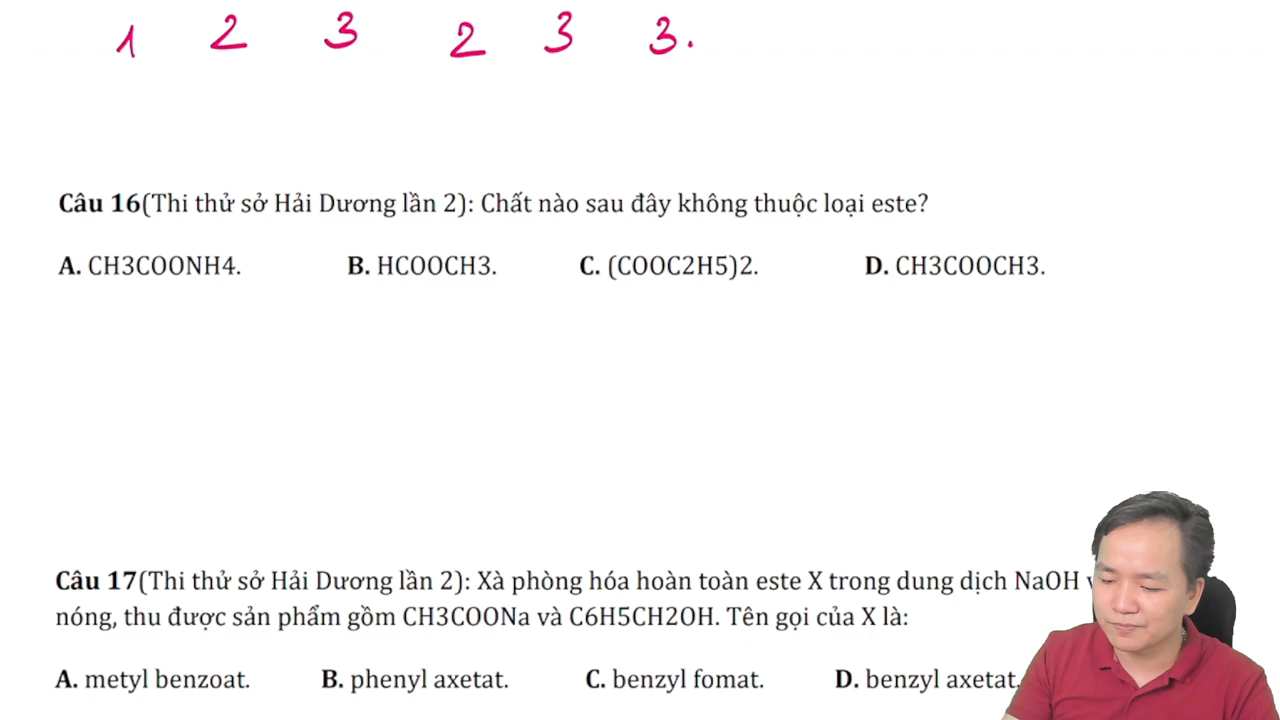 1 2 3 2 3 3.
Câu 16(Thi thử sở Hải Dương lần 2): Chất nào sau đây không thuộc loại este?
A. CH3COONH4. B. HCOOCH3. C. (COOC2H5)2. D. CH3COOCH3.
Câu 17(Thi thử sở Hải Dương lần 2): Xà phòng hóa hoàn toàn este X trong dung dịch NaOH
nóng, thu được sản phẩm gồm CH3COONa và C6H5CH2OH. Tên gọi của X là:
A. metyl benzoat. B. phenyl axetat. C. benzyl fomat. D. benzyl axetat.